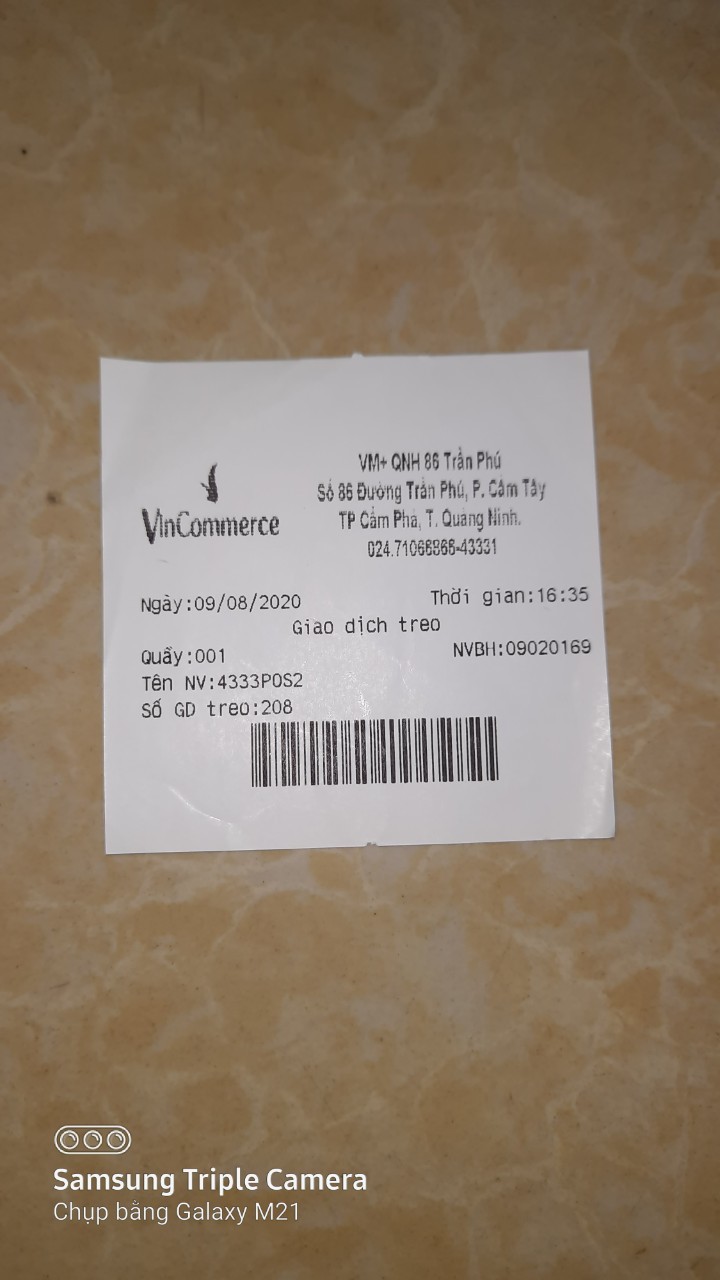 VinCommerce
VM+ QNH 86 Trần Phú
Số 86 Đường Trần Phú, P. Cẩm Tây
TP Cẩm Phả, T. Quảng Ninh.
024.71066866-43331
Ngày:09/08/2020 Thời gian:16:35
Giao dịch treo
Quầy:001 NVBH:09020169
Tên NV:4333POS2
Số GD treo:208
Samsung Triple Camera
Chụp bằng Galaxy M21